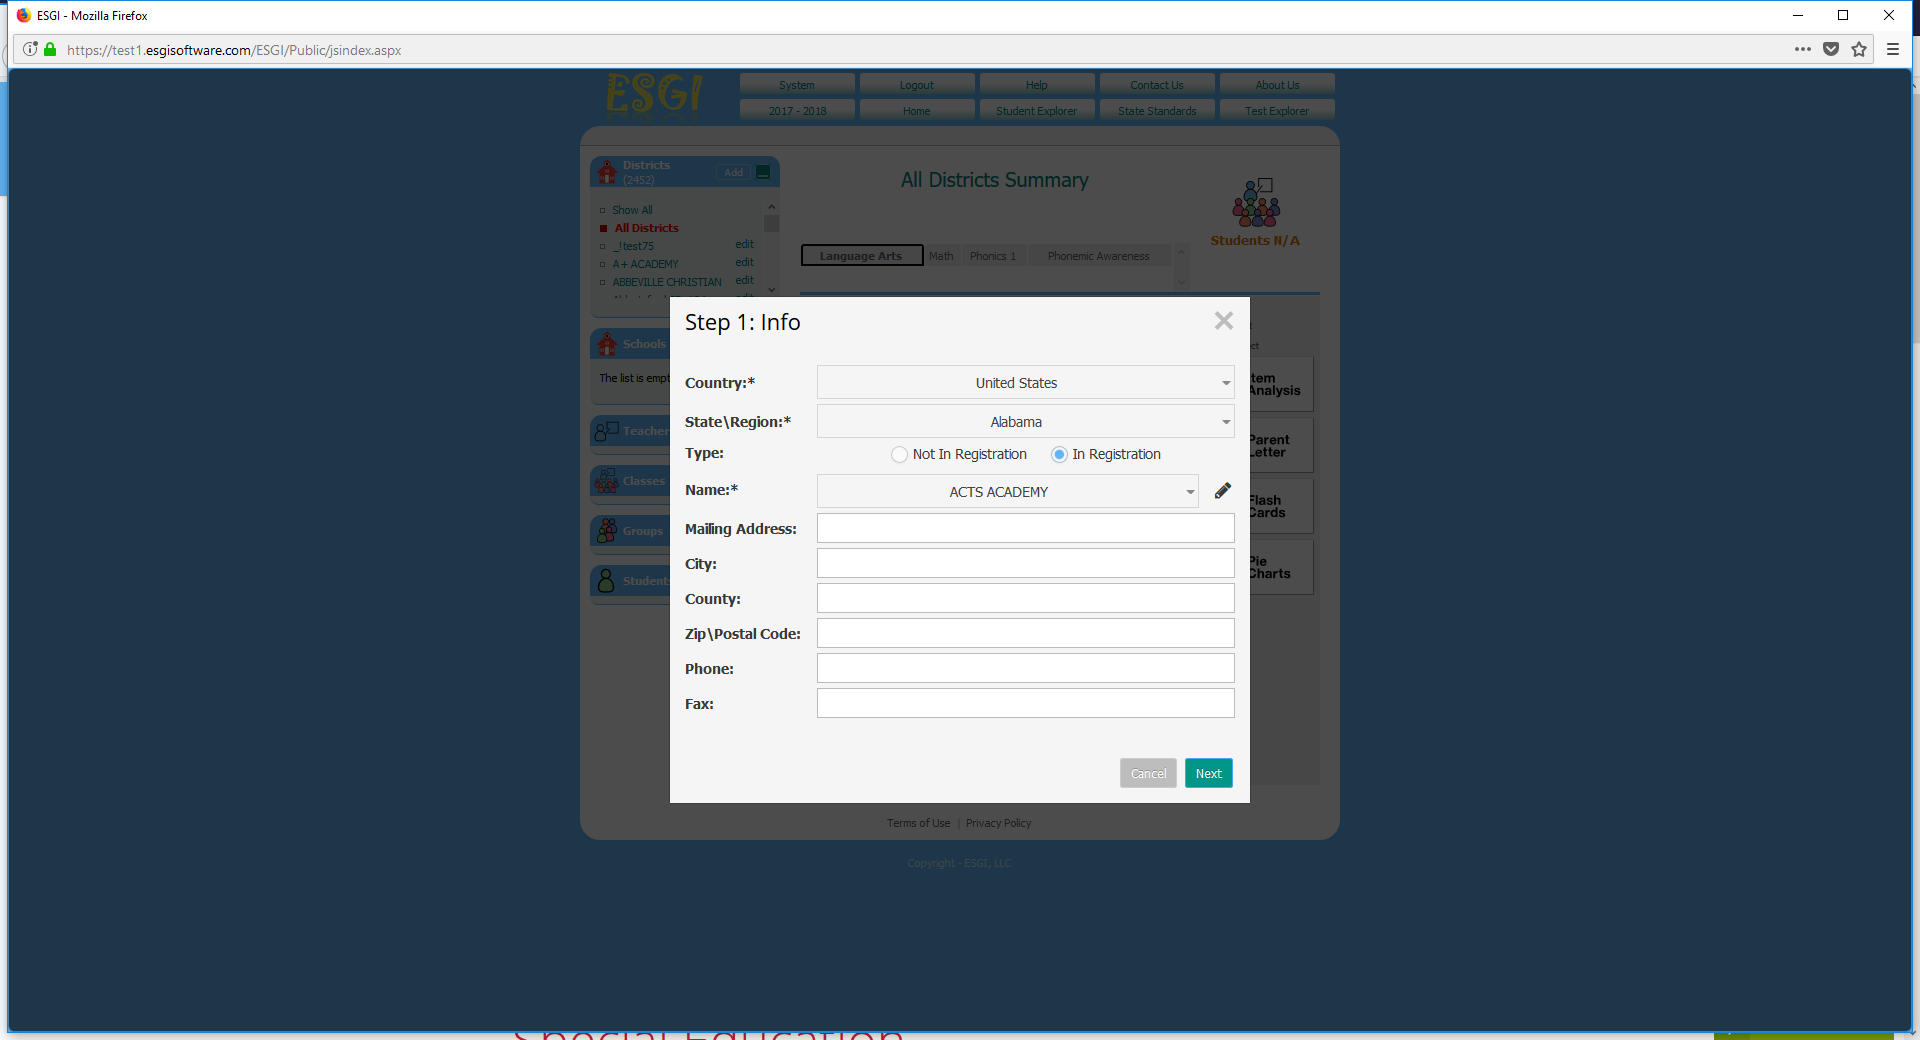 ESGI - Mozilla Firefox
https://test1.esgisoftware.com/ESGI/Public/jsindex.aspx
ESGI
System
Logout
Help
Contact Us
About Us
2017 - 2018
Home
Student Explorer
State Standards
Test Explorer
Districts
(2452)
Add
Show All
All Districts
_!test75
edit
A+ ACADEMY
edit
ABBEVILLE CHRISTIAN
edit
All Districts Summary
Students N/A
Language Arts
Math
Phonics 1
Phonemic Awareness
Schools
The list is empt
Teacher
Classes
Groups
Students
Step 1: Info
Country:*
United States
State\Region:*
Alabama
Type:
Not In Registration
In Registration
Name:*
ACTS ACADEMY
Mailing Address:
City:
County:
Zip\Postal Code:
Phone:
Fax:
Cancel
Next
tem
Analysis
Parent
Letter
Flash
Cards
Pie
Charts
Terms of Use | Privacy Policy
Copyright - ESGI, LLC
Special Education